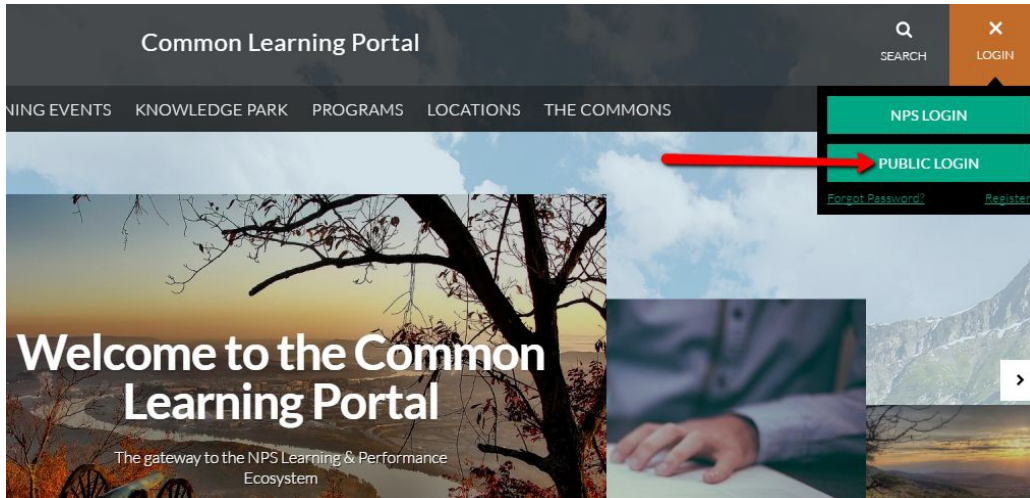 Common Learning Portal
SEARCH
LOGIN
NING EVENTS KNOWLEDGE PARK PROGRAMS LOCATIONS THE COMMONS
NPS LOGIN
PUBLIC LOGIN
Forgot Password? Register
Welcome to the Common
Learning Portal
The gateway to the NPS Learning & Performance
Ecosystem